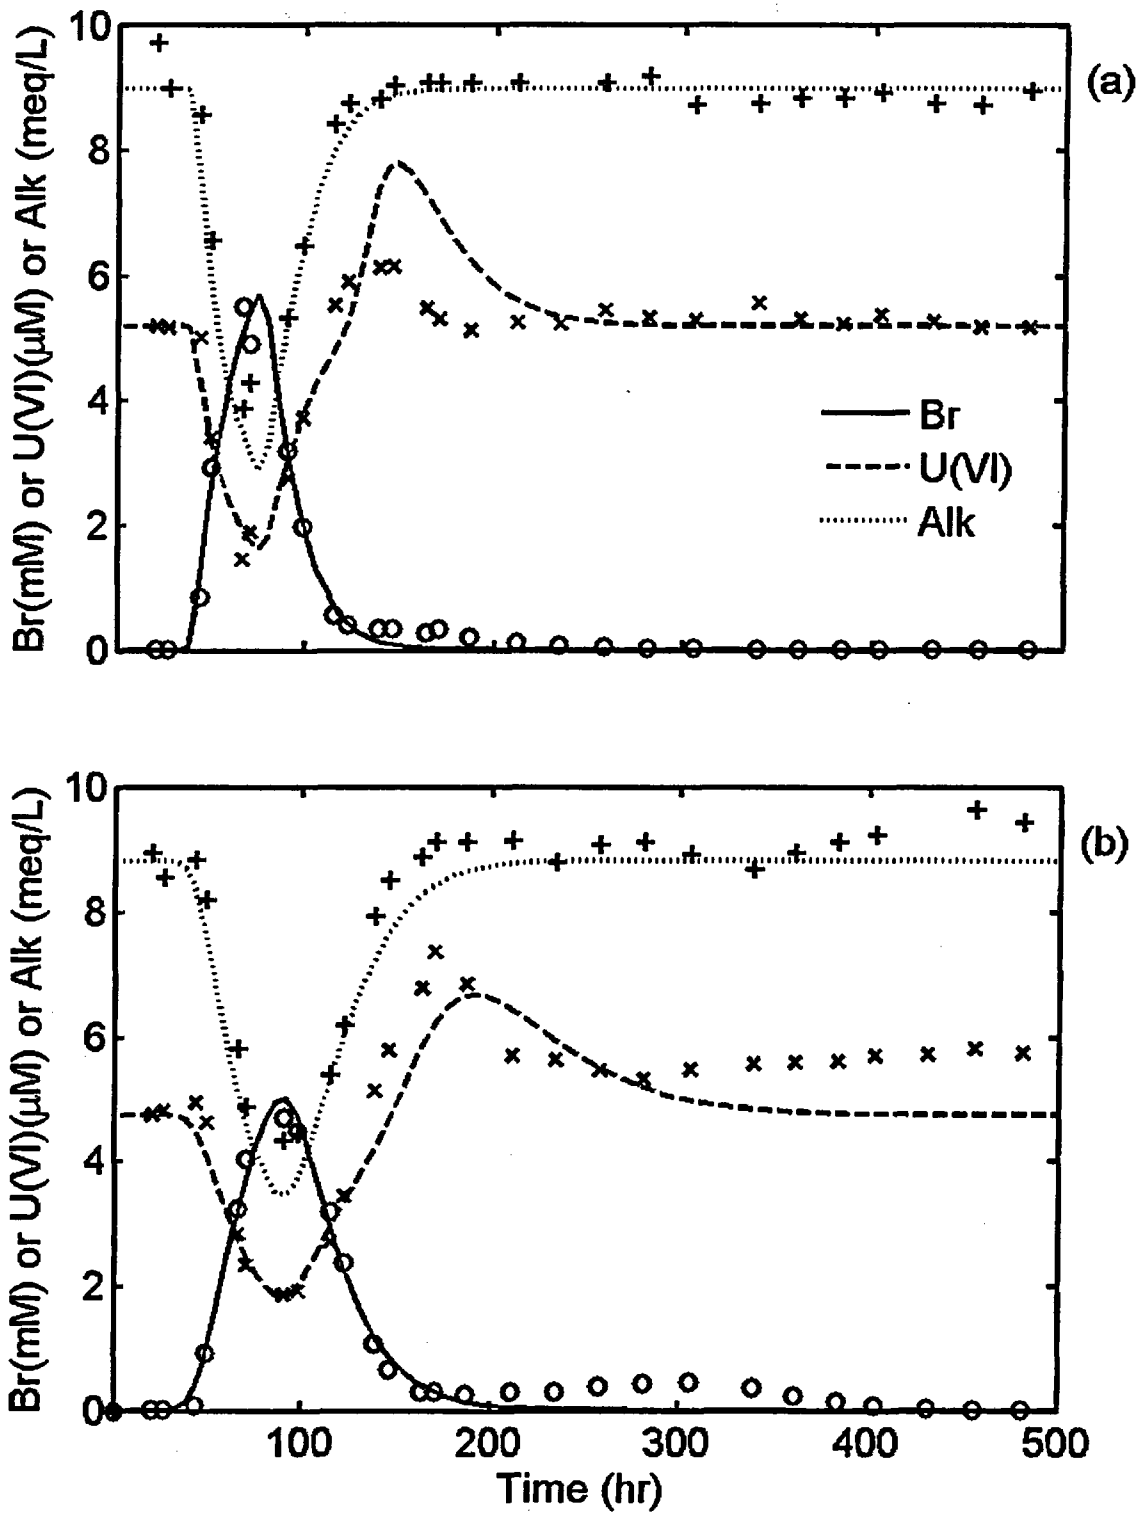 10
8
6
4
2
0
Br(mM) or U(VI)(μM) or Alk (meq/L)
(a)
Br
U(VI)
Alk
10
8
6
4
2
0
Br(mM) or U(VI)(μM) or Alk (meq/L)
(b)
100 200 300 400 500
Time (hr)